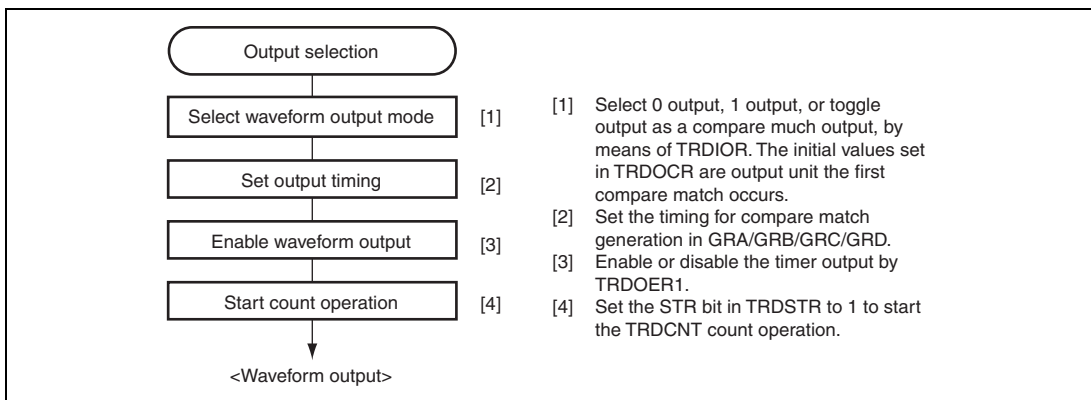 Output selection
Select waveform output mode
[1]
Set output timing
[2]
Enable waveform output
[3]
Start count operation
[4]
<Waveform output>
[1] Select 0 output, 1 output, or toggle
output as a compare much output, by
means of TRDIOR. The initial values set
in TRDOCR are output unit the first
compare match occurs.
[2] Set the timing for compare match
generation in GRA/GRB/GRC/GRD.
[3] Enable or disable the timer output by
TRDOER1.
[4] Set the STR bit in TRDSTR to 1 to start
the TRDCNT count operation.